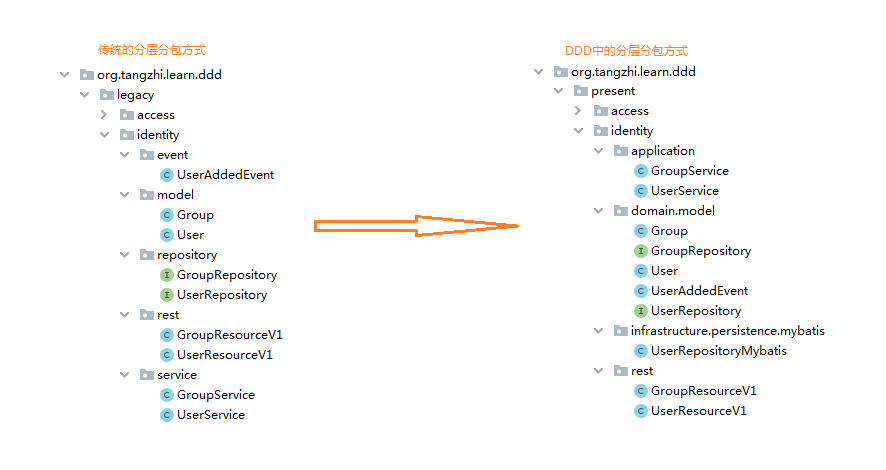 传统的分层分包方式
org.tangzhi.learn.ddd
legacy
access
identity
event
UserAddedEvent
model
Group
User
repository
GroupRepository
UserRepository
rest
GroupResourceV1
UserResourceV1
service
GroupService
UserService
DDD中的分层分包方式
org.tangzhi.learn.ddd
present
access
identity
application
GroupService
UserService
domain.model
Group
GroupRepository
User
UserAddedEvent
UserRepository
infrastructure.persistence.mybatis
UserRepositoryMybatis
rest
GroupResourceV1
UserResourceV1